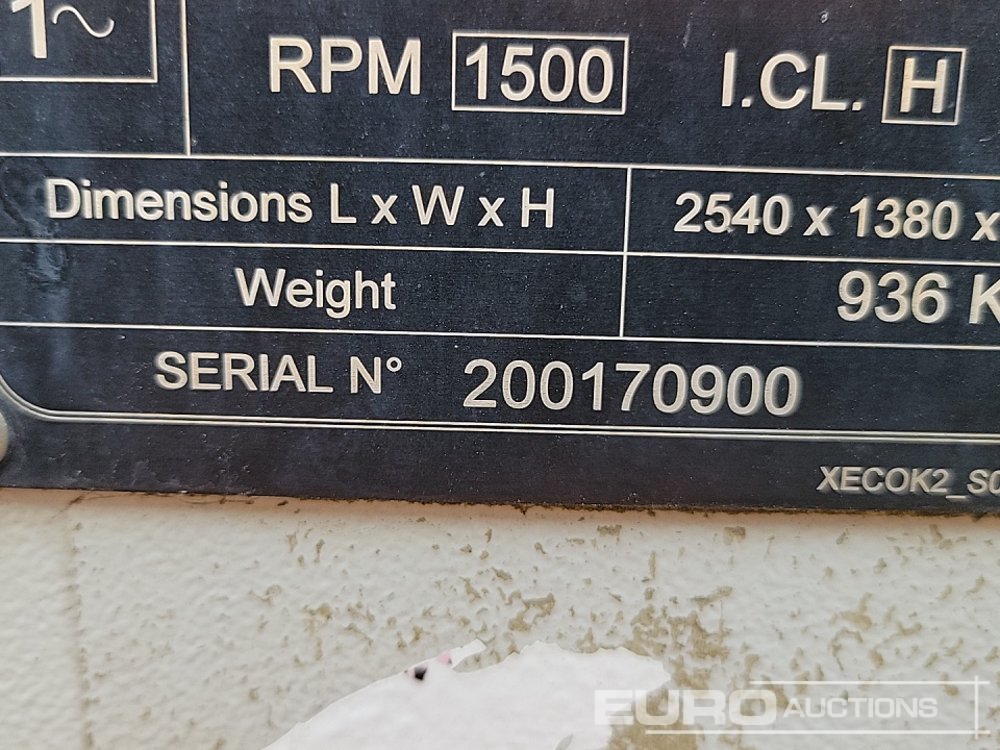 1~
RPM 1500 I.CL. H
Dimensions L x W x H 2540 x 1380 x
Weight 936 K
SERIAL N° 200170900
XECOK2_S0
EURO AUCTIONS